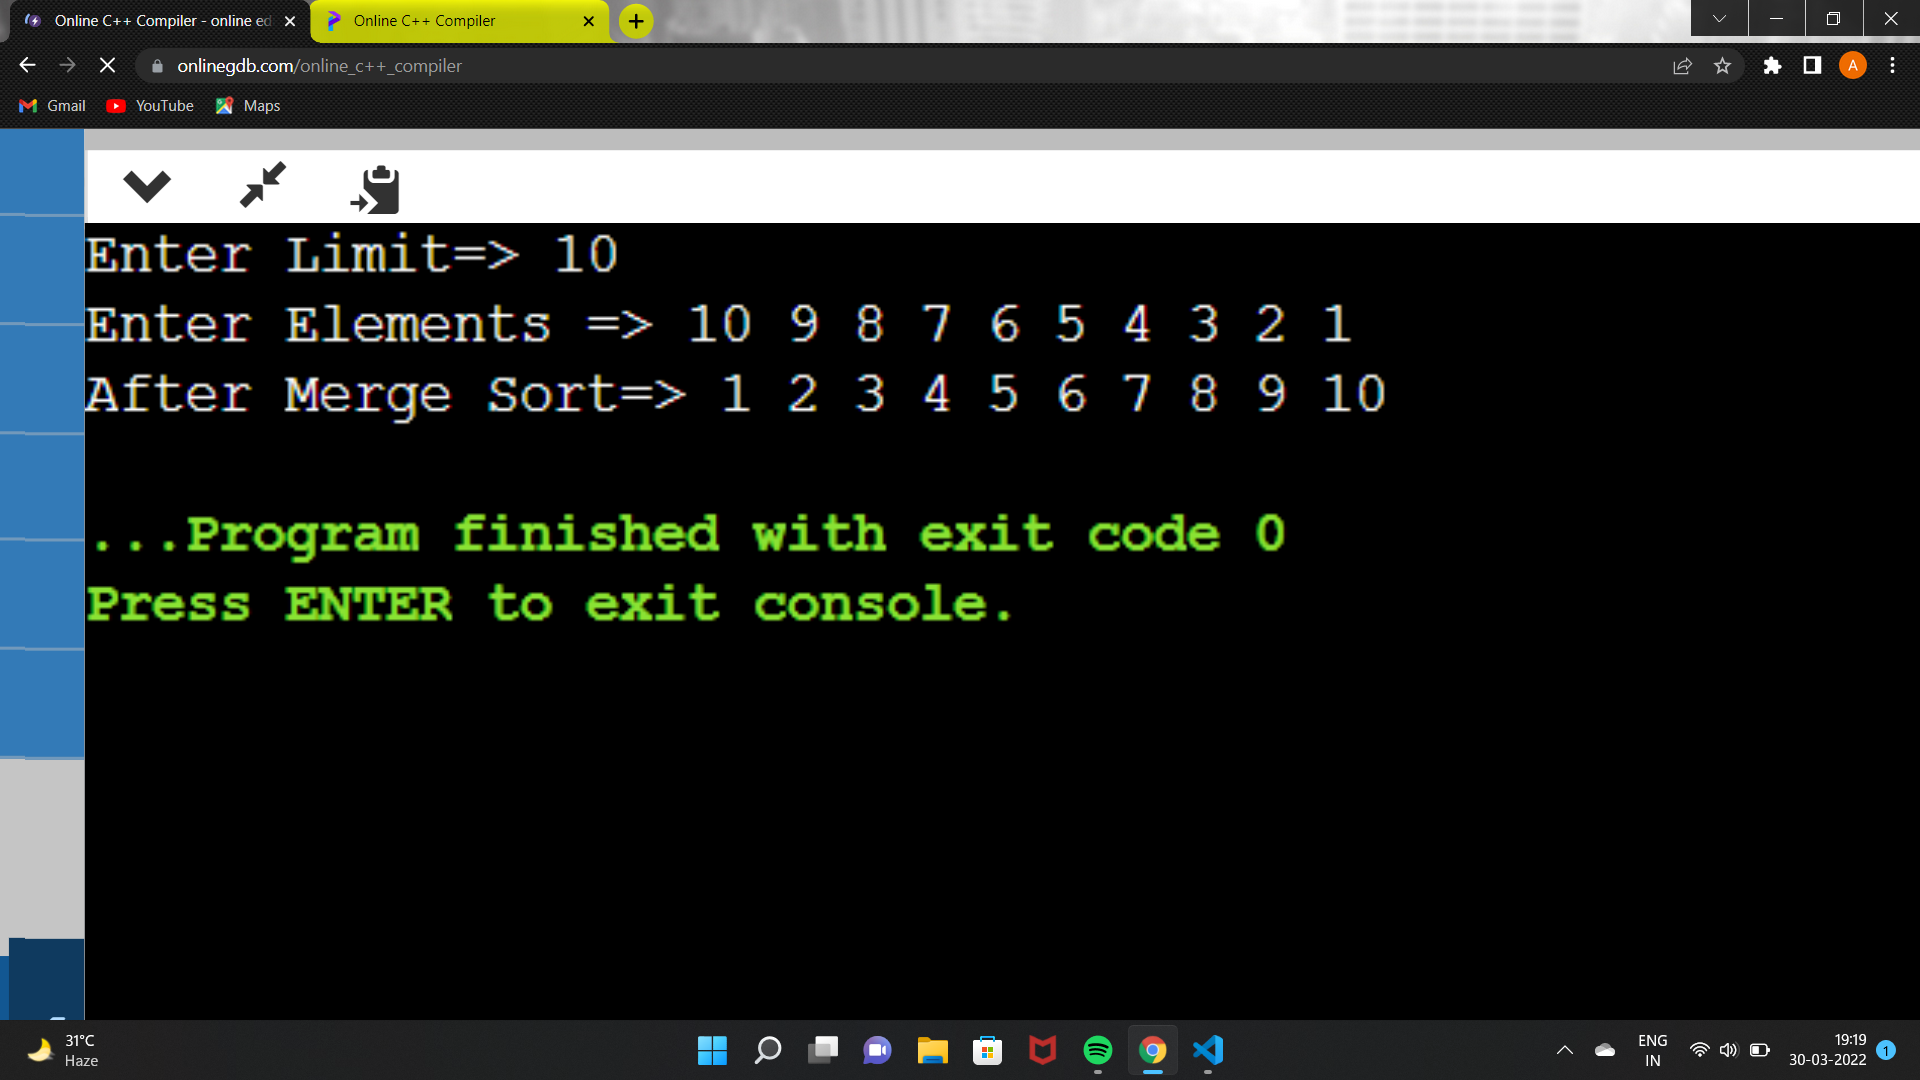 Online C++ Compiler - online ed
Online C++ Compiler
onlinegdb.com/online_c++_compiler
A
Gmail
YouTube
Maps
Enter Limit=> 10
Enter Elements => 10 9 8 7 6 5 4 3 2 1
After Merge Sort=> 1 2 3 4 5 6 7 8 9 10
...Program finished with exit code 0
Press ENTER to exit console.
31°C
Haze
ENG
IN
19:19
30-03-2022
1